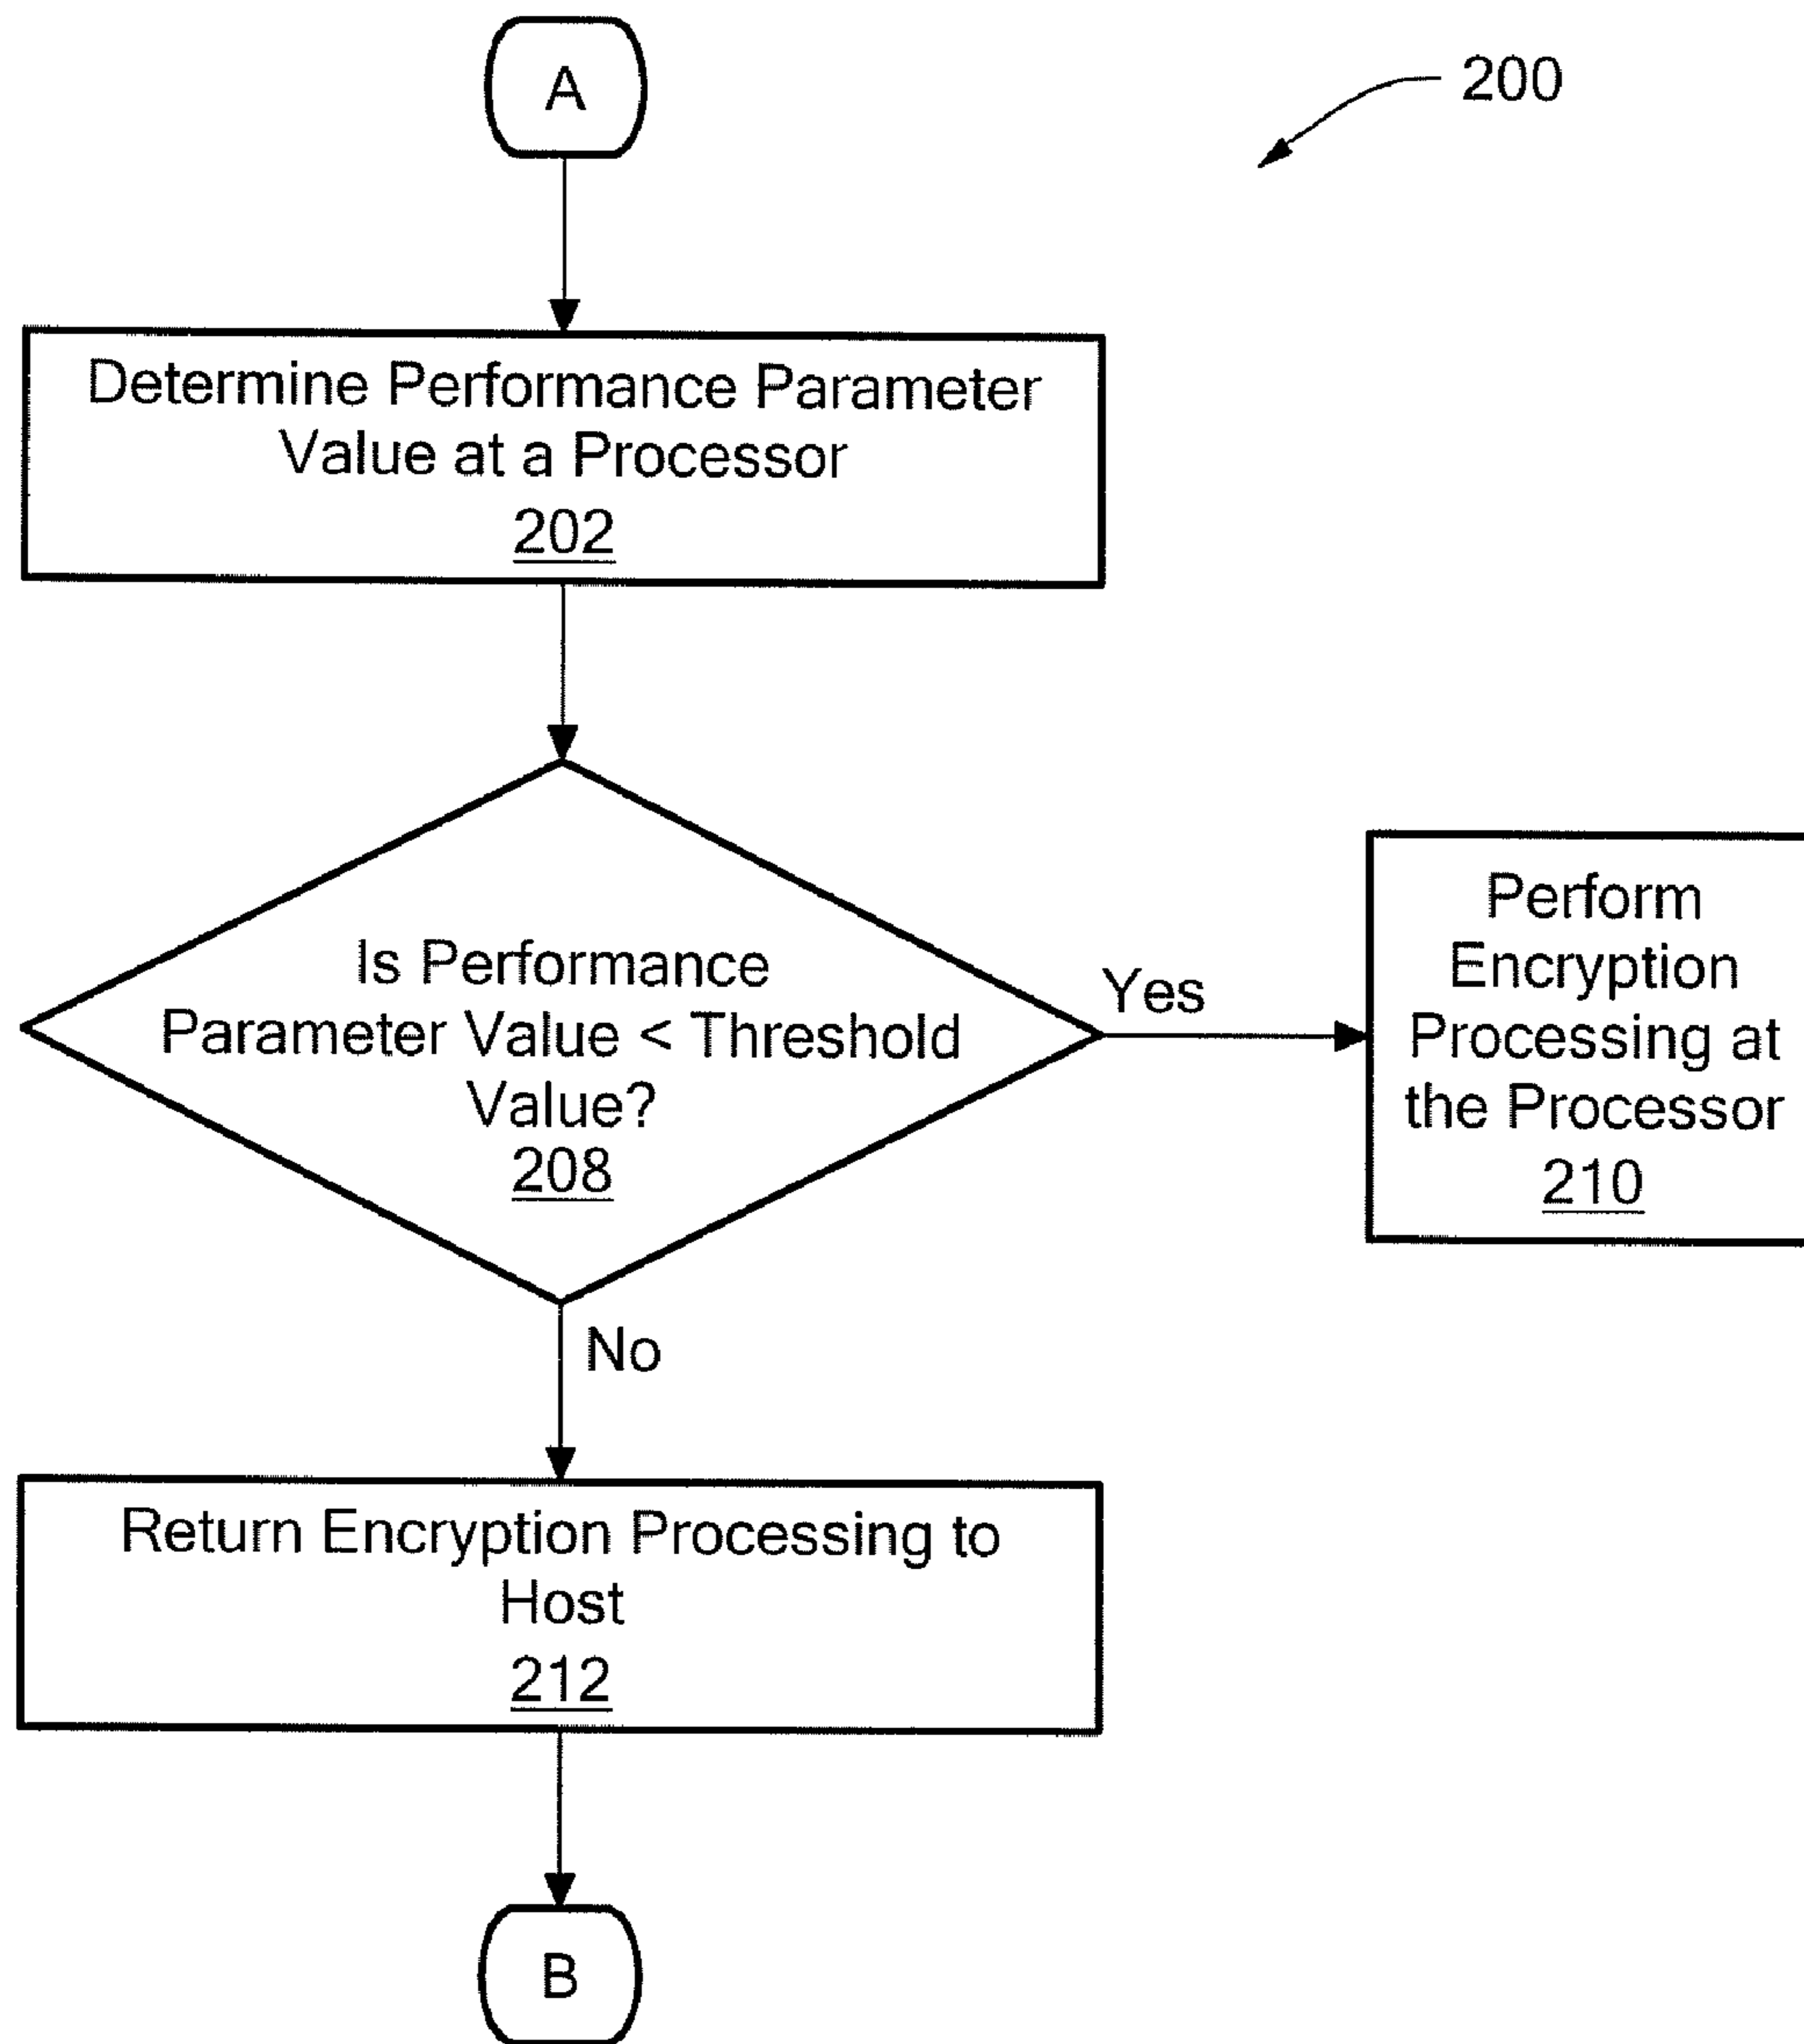 A
200
Determine Performance Parameter
Value at a Processor
202
Is Performance
Parameter Value < Threshold
Value?
208
Yes
Perform
Encryption
Processing at
the Processor
210
No
Return Encryption Processing to
Host
212
B